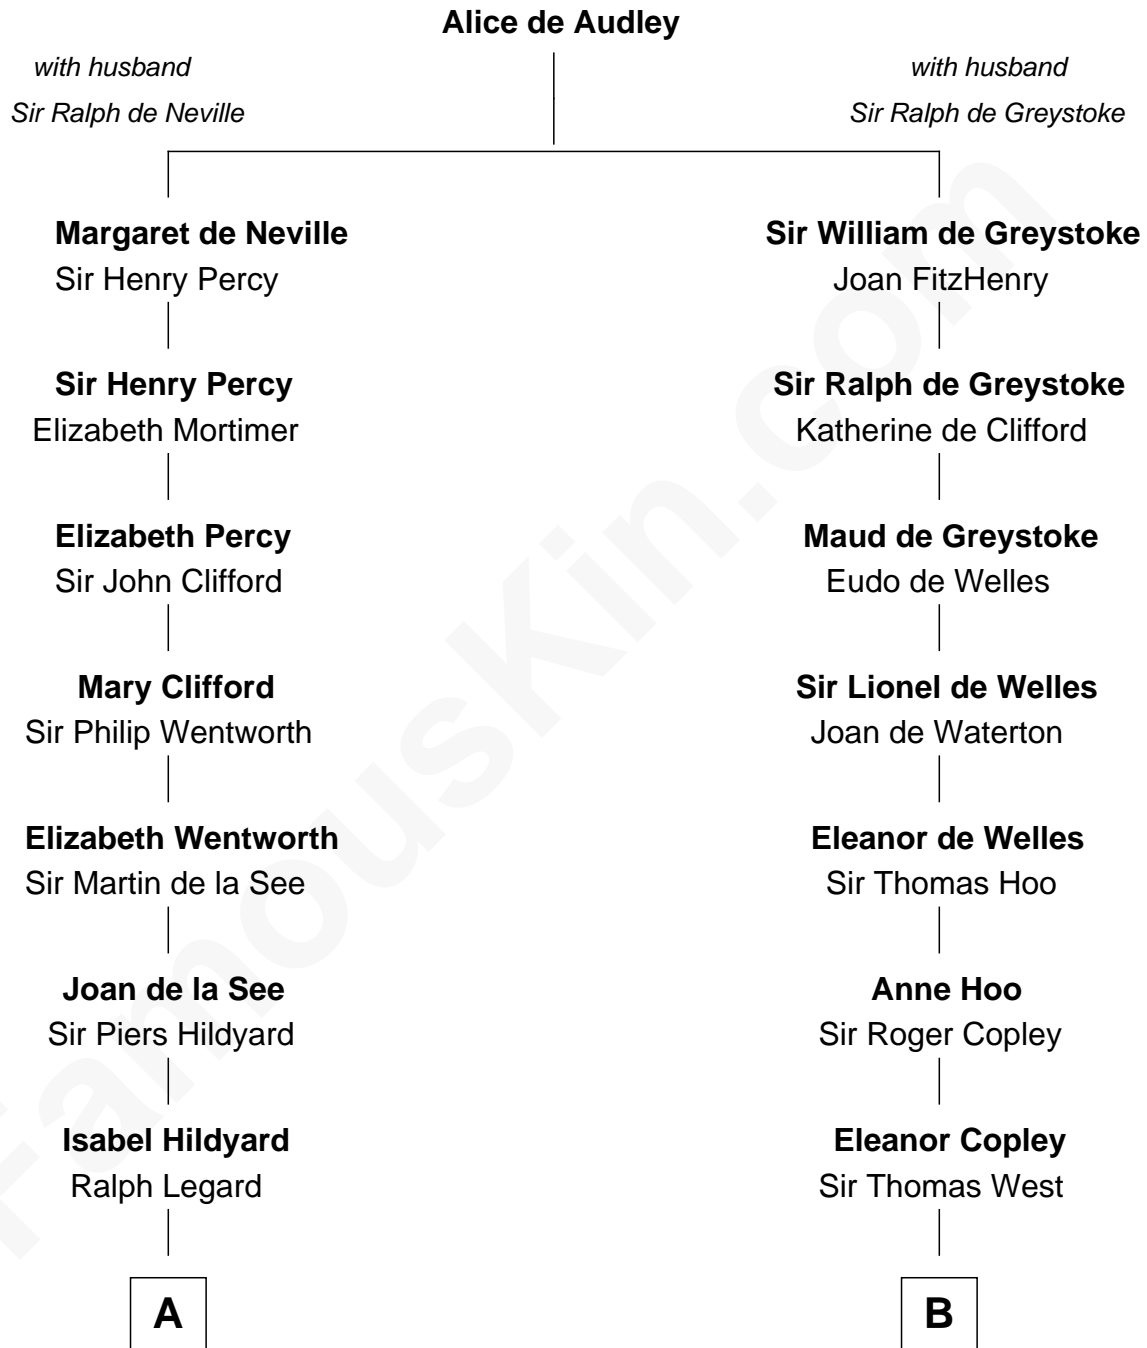 Alice de Audley
with husband
Sir Ralph de Neville
with husband
Sir Ralph de Greystoke
Margaret de Neville
Sir Henry Percy
Sir William de Greystoke
Joan FitzHenry
Sir Henry Percy
Elizabeth Mortimer
Sir Ralph de Greystoke
Katherine de Clifford
Elizabeth Percy
Sir John Clifford
Maud de Greystoke
Eudo de Welles
Mary Clifford
Sir Philip Wentworth
Sir Lionel de Welles
Joan de Waterton
Elizabeth Wentworth
Sir Martin de la See
Eleanor de Welles
Sir Thomas Hoo
Joan de la See
Sir Piers Hildyard
Anne Hoo
Sir Roger Copley
Isabel Hildyard
Ralph Legard
Eleanor Copley
Sir Thomas West
A
B
FamousKin.com